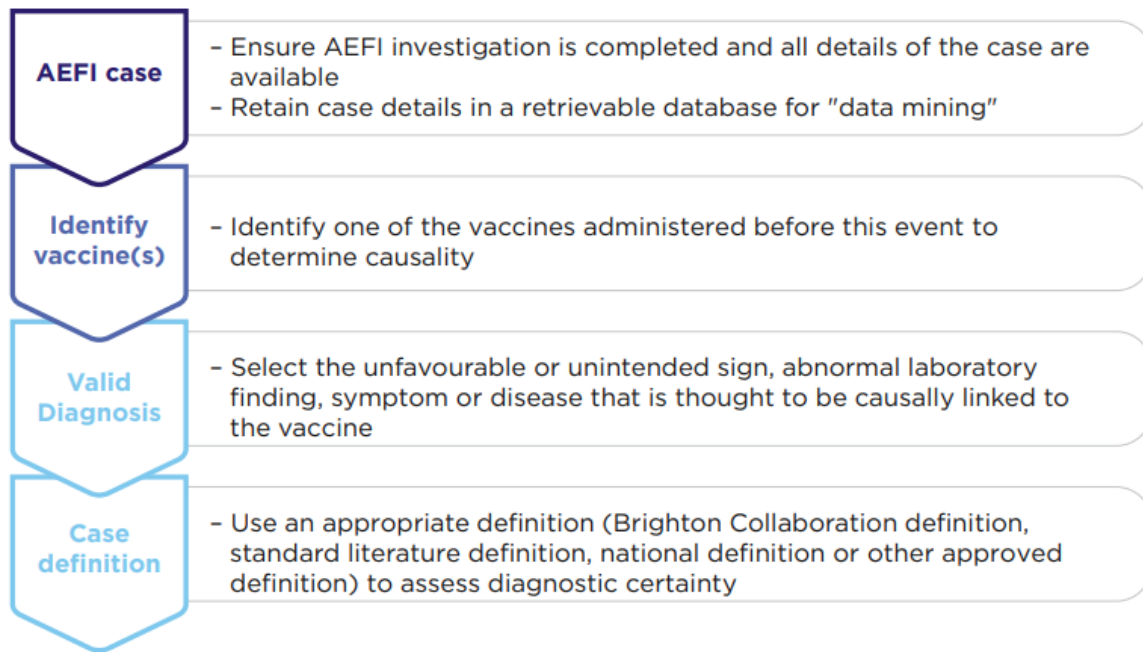 AEFI case
– Ensure AEFI investigation is completed and all details of the case are
available
– Retain case details in a retrievable database for "data mining"
Identify
vaccine(s)
– Identify one of the vaccines administered before this event to
determine causality
Valid
Diagnosis
– Select the unfavourable or unintended sign, abnormal laboratory
finding, symptom or disease that is thought to be causally linked to
the vaccine
Case
definition
– Use an appropriate definition (Brighton Collaboration definition,
standard literature definition, national definition or other approved
definition) to assess diagnostic certainty